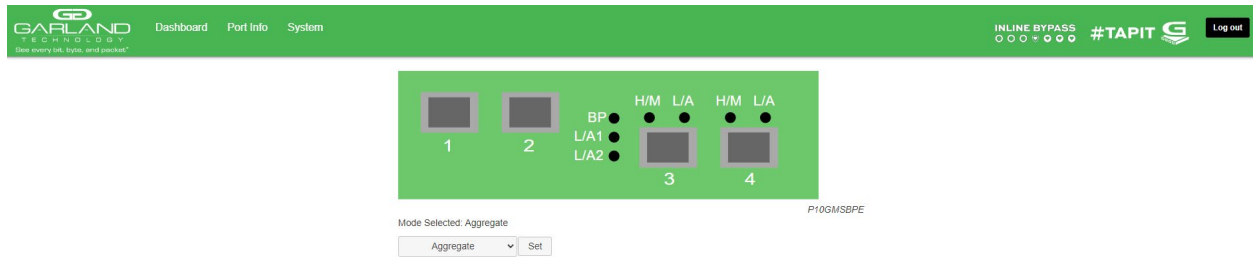 GARLAND
TECHNOLOGY
See every bit, byte, and packet®
Dashboard Port Info System
INLINE BYPASS
#TAPIT
Log out
H/M L/A H/M L/A
BP
L/A1
L/A2
1 2
3 4
P10GMSBPE
Mode Selected: Aggregate
Aggregate Set